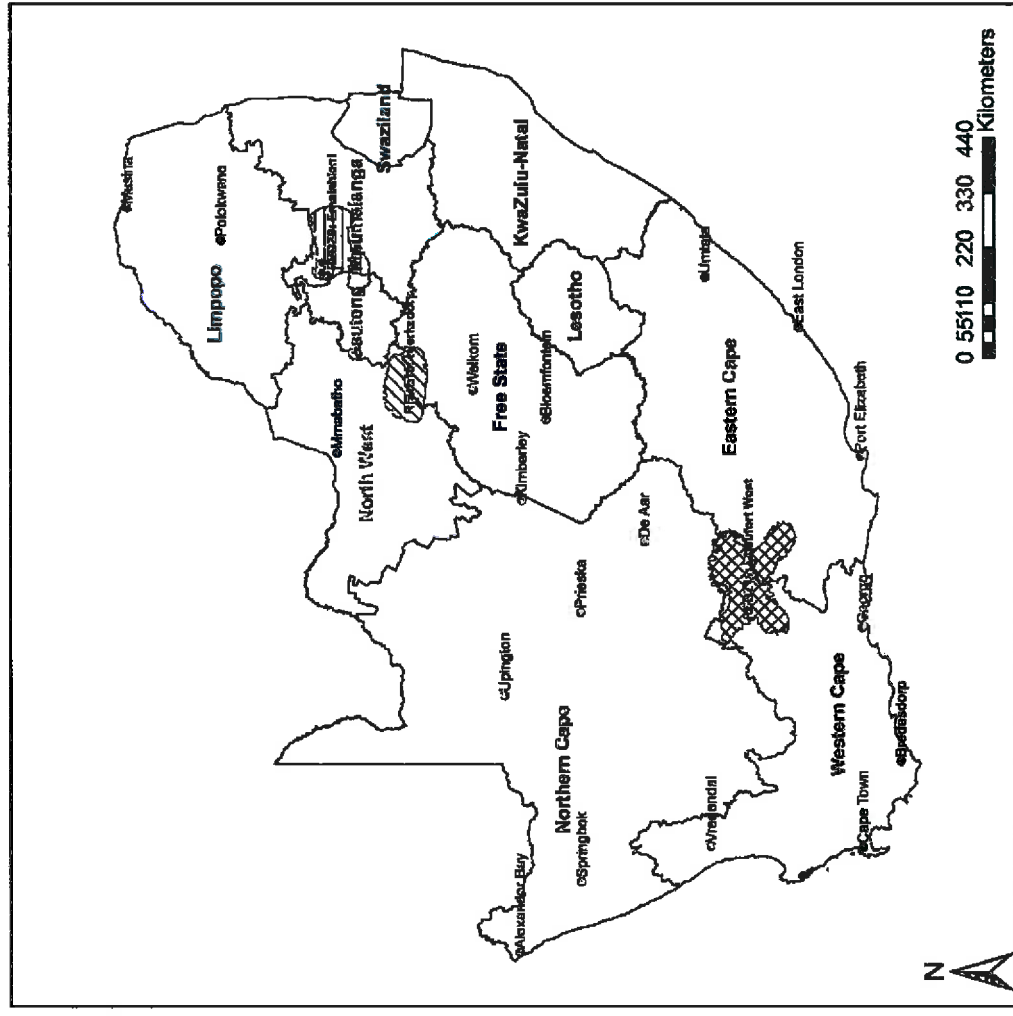 Musina
Polokwane
Limpopo
Swaziland
Mpumalanga
Gauteng
Mmabatho
North West
KwaZulu-Natal
Welkom
Free State
Bloemfontein
Lesotho
Kimberley
Umtata
East London
Eastern Cape
Port Elizabeth
De Aar
Beaufort West
Prieska
Upington
George
Northern Cape
Western Cape
Bredasdorp
Springbok
Vredendal
Cape Town
Alexander Bay
N
0 55110 220 330 440
Kilometers